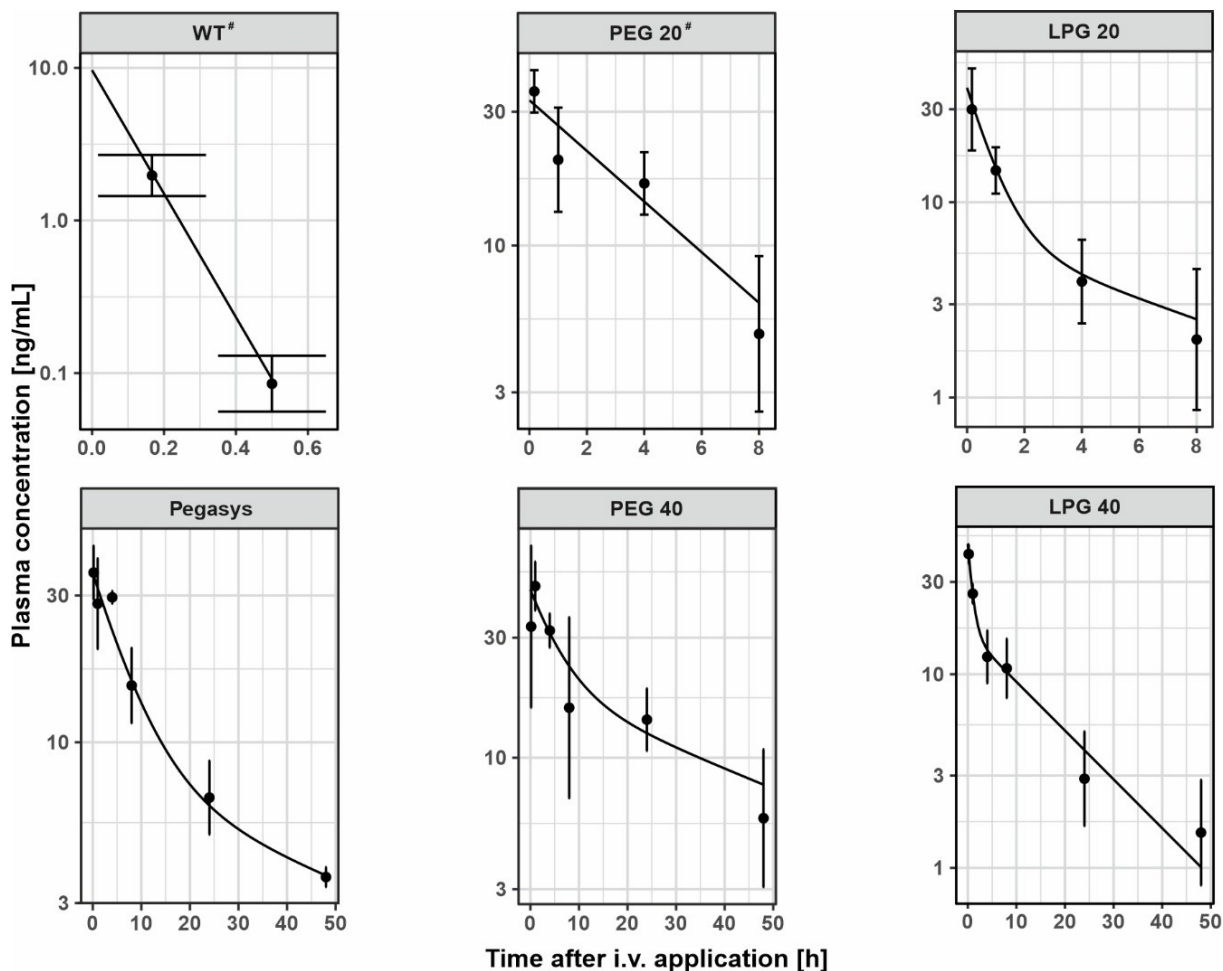 WT#
10.0
1.0
0.1
0.0 0.2 0.4 0.6
PEG 20#
30
10
3
0 2 4 6 8
LPG 20
30
10
3
1
0 2 4 6 8
Plasma concentration [ng/mL]
Pegasys
30
10
3
0 10 20 30 40 50
PEG 40
30
10
3
0 10 20 30 40 50
LPG 40
30
10
3
1
0 10 20 30 40 50
Time after i.v. application [h]